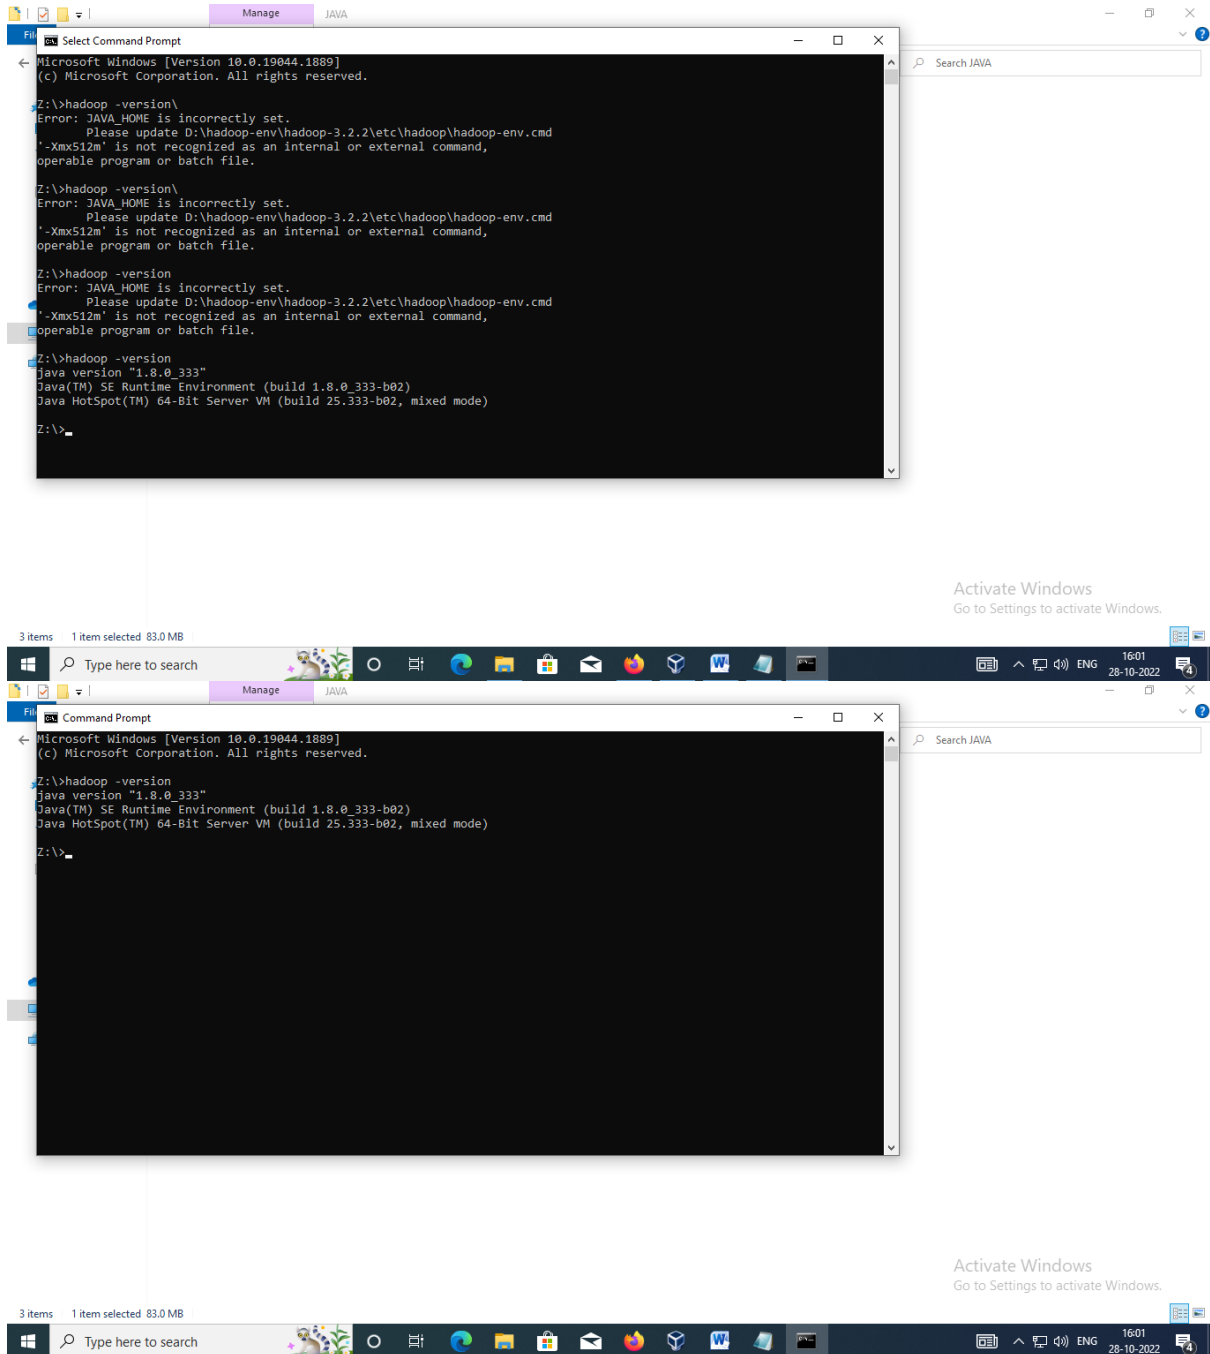 Manage JAVA
Fil
Select Command Prompt
Search JAVA
Microsoft Windows [Version 10.0.19044.1889]
(c) Microsoft Corporation. All rights reserved.
Z:\>hadoop -version\
Error: JAVA_HOME is incorrectly set.
Please update D:\hadoop-env\hadoop-3.2.2\etc\hadoop\hadoop-env.cmd
'-Xmx512m' is not recognized as an internal or external command,
operable program or batch file.
Z:\>hadoop -version\
Error: JAVA_HOME is incorrectly set.
Please update D:\hadoop-env\hadoop-3.2.2\etc\hadoop\hadoop-env.cmd
'-Xmx512m' is not recognized as an internal or external command,
operable program or batch file.
Z:\>hadoop -version
Error: JAVA_HOME is incorrectly set.
Please update D:\hadoop-env\hadoop-3.2.2\etc\hadoop\hadoop-env.cmd
'-Xmx512m' is not recognized as an internal or external command,
operable program or batch file.
Z:\>hadoop -version
java version "1.8.0_333"
Java(TM) SE Runtime Environment (build 1.8.0_333-b02)
Java HotSpot(TM) 64-Bit Server VM (build 25.333-b02, mixed mode)
Z:\>
Activate Windows
Go to Settings to activate Windows.
3 items 1 item selected 83.0 MB
Type here to search
ENG
16:01
28-10-2022
4
Manage JAVA
Fil
Command Prompt
Search JAVA
Microsoft Windows [Version 10.0.19044.1889]
(c) Microsoft Corporation. All rights reserved.
Z:\>hadoop -version
java version "1.8.0_333"
Java(TM) SE Runtime Environment (build 1.8.0_333-b02)
Java HotSpot(TM) 64-Bit Server VM (build 25.333-b02, mixed mode)
Z:\>
Activate Windows
Go to Settings to activate Windows.
3 items 1 item selected 83.0 MB
Type here to search
ENG
16:01
28-10-2022
4